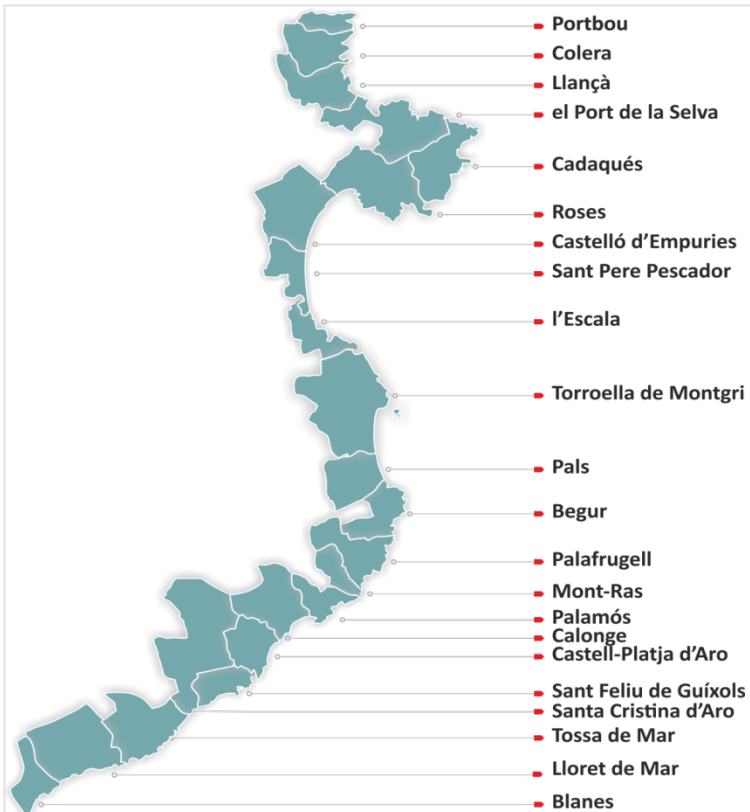 Portbou
Colera
Llançà
el Port de la Selva
Cadaqués
Roses
Castelló d'Empuries
Sant Pere Pescador
l'Escala
Torroella de Montgri
Pals
Begur
Palafrugell
Mont-Ras
Palamós
Calonge
Castell-Platja d'Aro
Sant Feliu de Guíxols
Santa Cristina d'Aro
Tossa de Mar
Lloret de Mar
Blanes